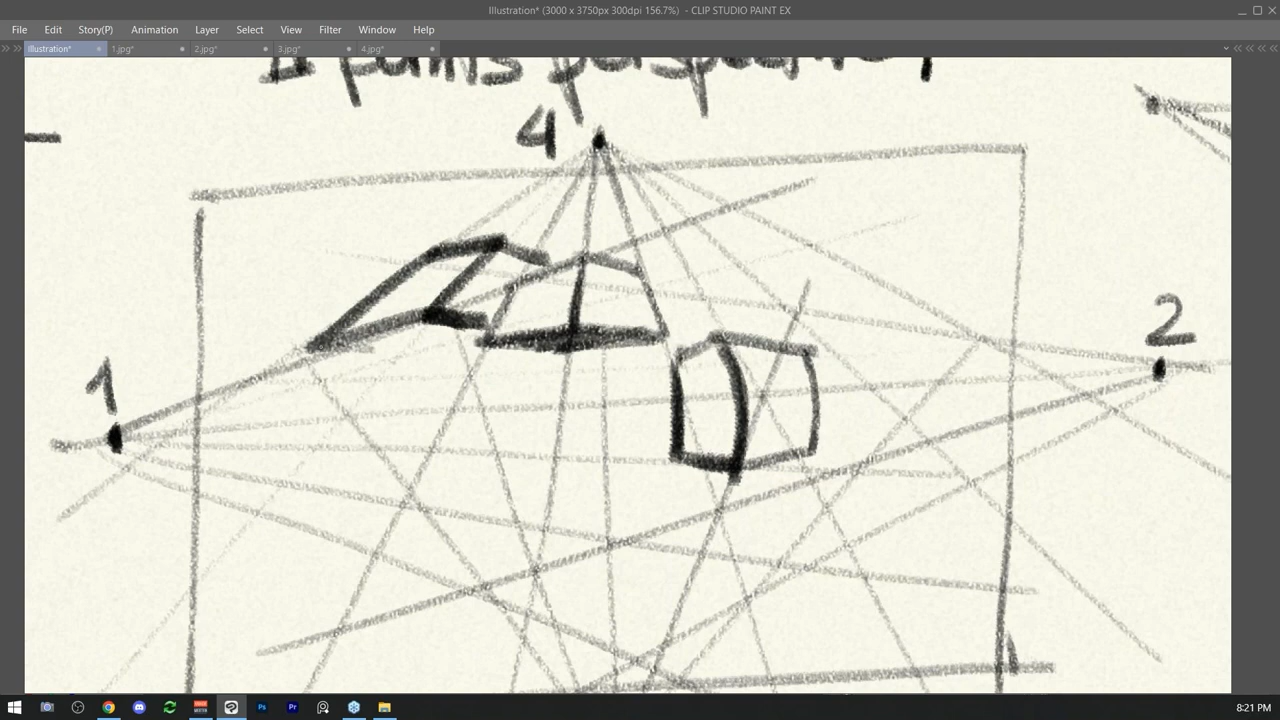 Illustration* (3000 x 3750px 300dpi 156.7%) - CLIP STUDIO PAINT EX
File Edit Story(P) Animation Layer Select View Filter Window Help
Illustration* 1.jpg* 2.jpg* 3.jpg* 4.jpg*
4
2
1
8:21 PM